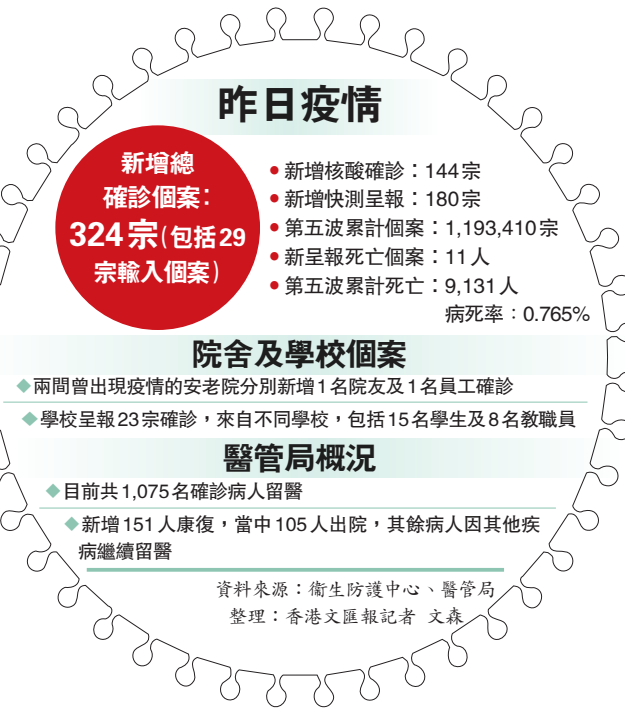 昨日疫情
新增總
確診個案：
324宗（包括29
宗輸入個案）
• 新增核酸確診：144宗
• 新增快測呈報：180宗
• 第五波累計個案：1,193,410宗
• 新呈報死亡個案：11人
• 第五波累計死亡：9,131人
病死率：0.765%
院舍及學校個案
◆兩間曾出現疫情的安老院分別新增1名院友及1名員工確診
◆學校呈報23宗確診，來自不同學校，包括15名學生及8名教職員
醫管局概況
◆目前共1,075名確診病人留醫
◆新增151人康復，當中105人出院，其餘病人因其他疾
病繼續留醫
資料來源：衞生防護中心、醫管局
整理：香港文匯報記者 文森